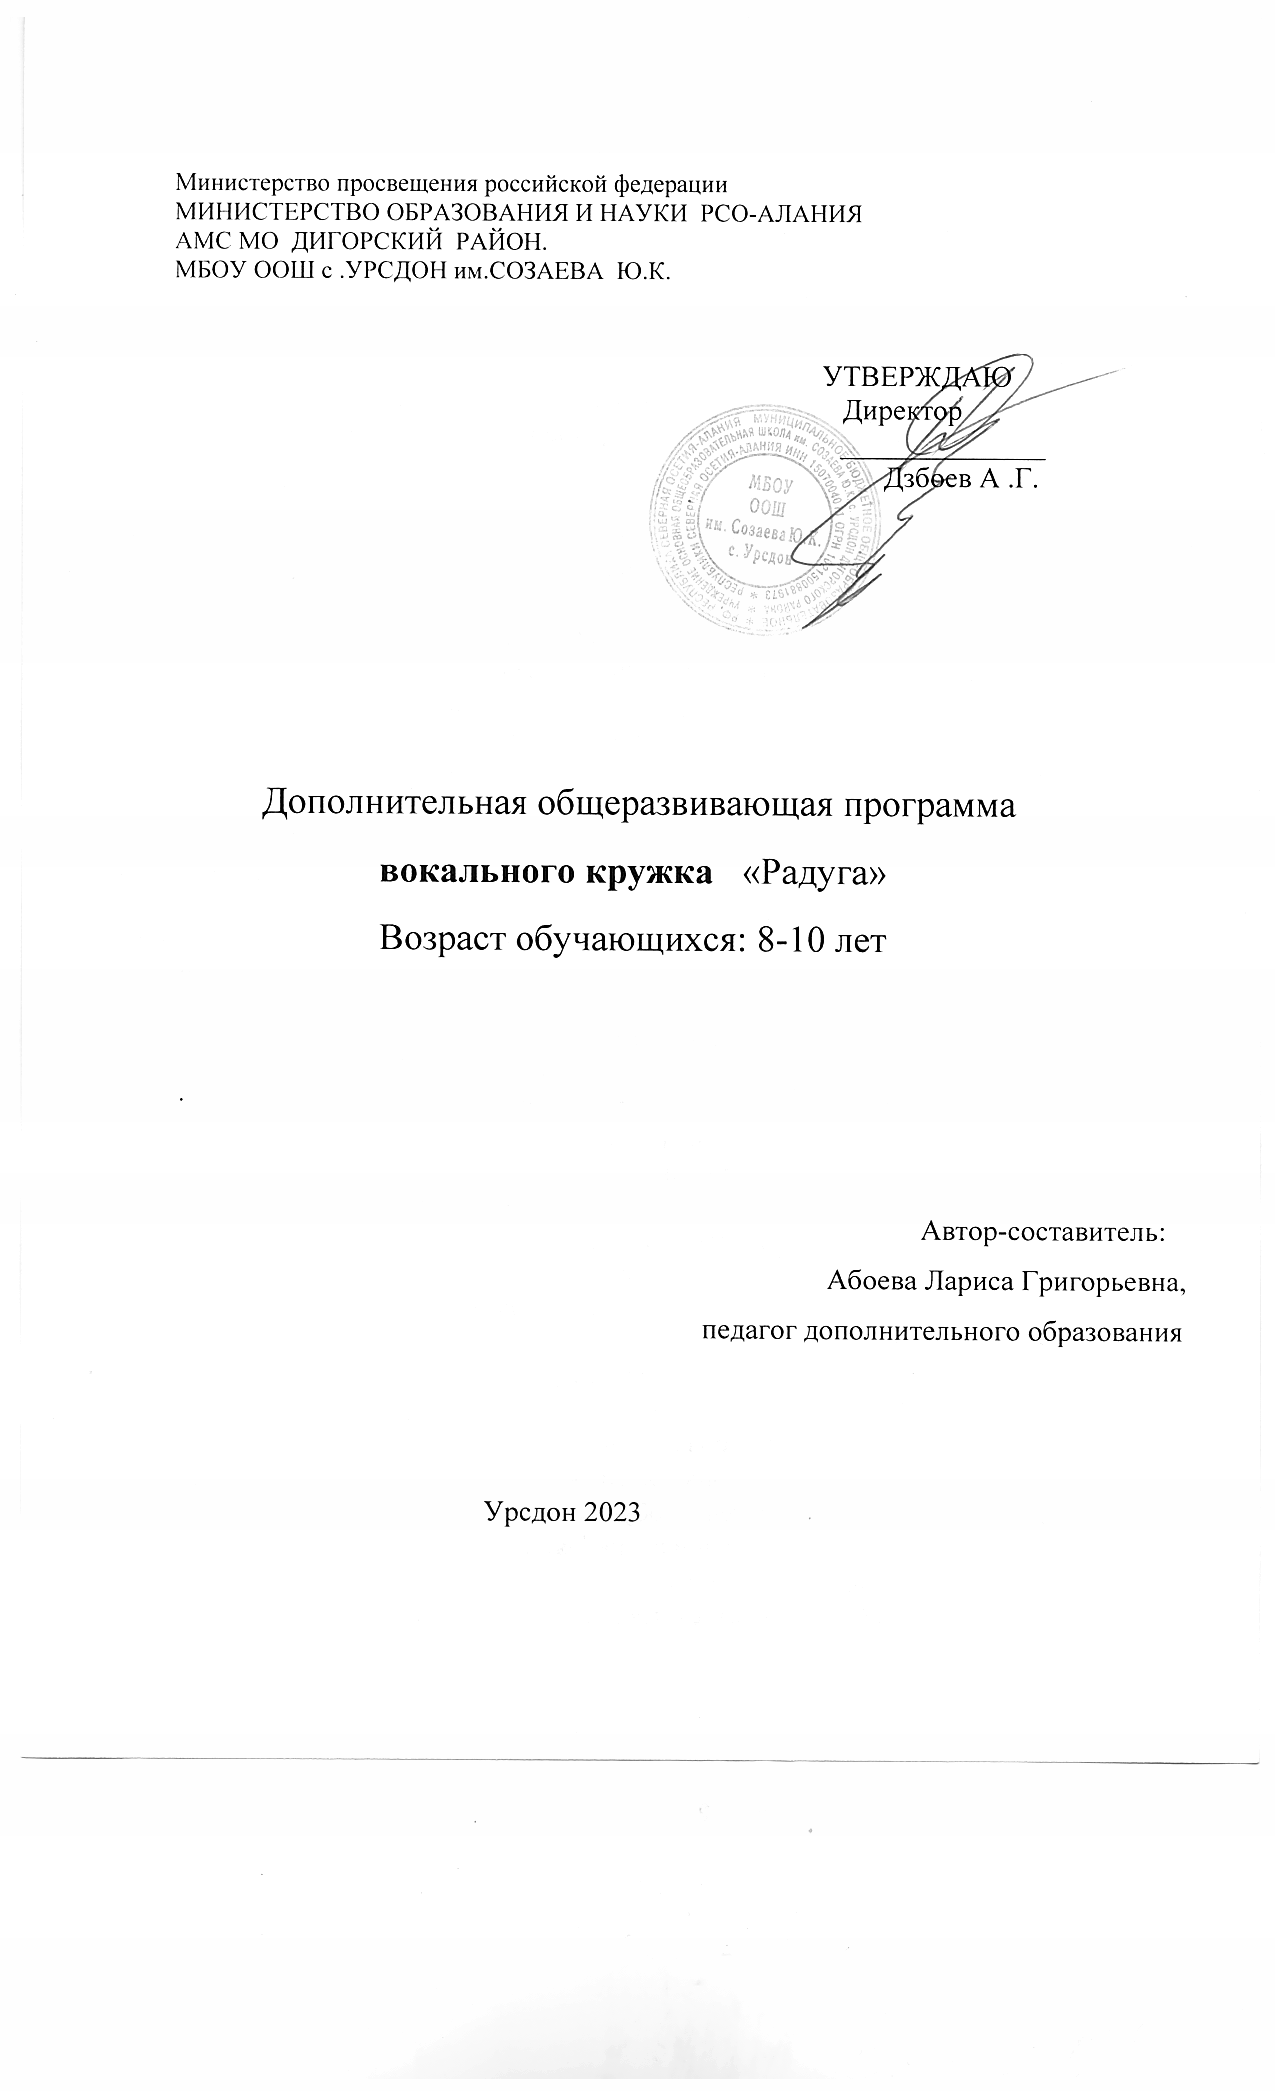 Министерство просвещения российской федерации
МИНИСТЕРСТВО ОБРАЗОВАНИЯ И НАУКИ РСО-АЛАНИЯ
АМС МО ДИГОРСКИЙ РАЙОН.
МБОУ ООШ с .УРСДОН им.СОЗАЕВА Ю.К.
УТВЕРЖДАЮ
Директор
Дзбоев А .Г.
МБОУ
ООШ
им. Созаева Ю.К.
с. Урсдон
Дополнительная общеразвивающая программа
вокального кружка «Радуга»
Возраст обучающихся: 8-10 лет
Автор-составитель:
Абоева Лариса Григорьевна,
педагог дополнительного образования
Урсдон 2023